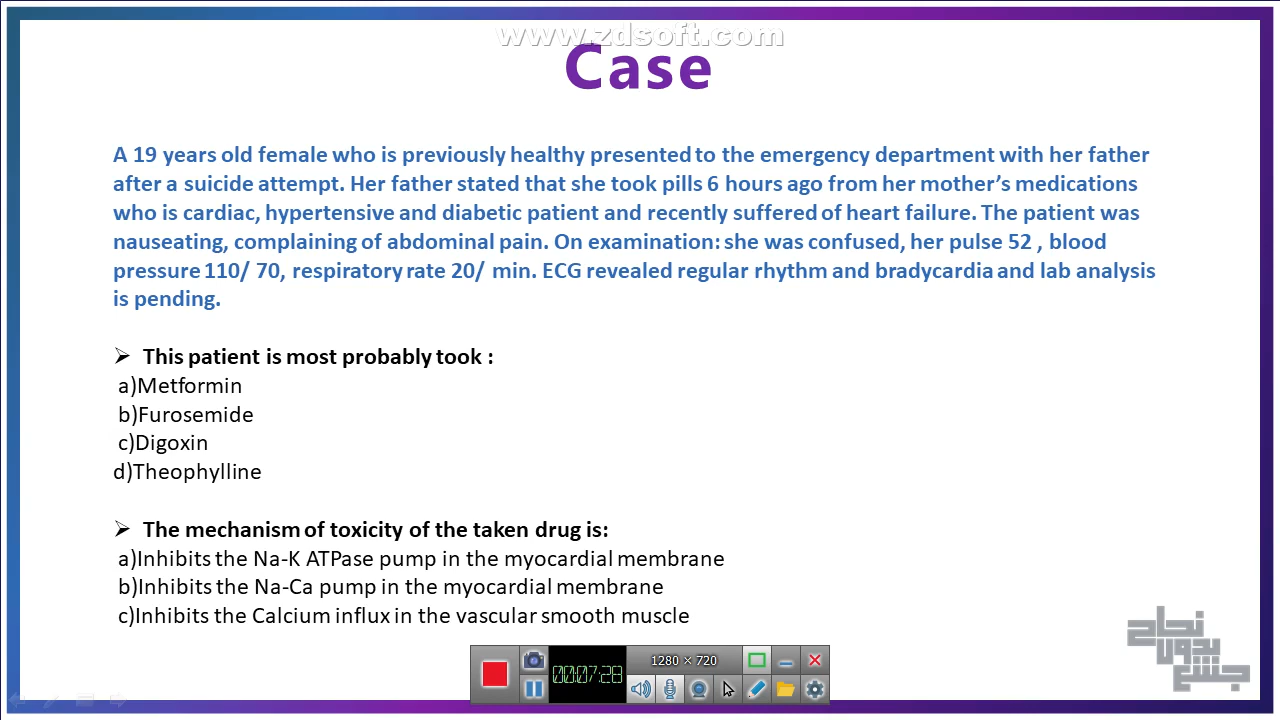 www.zdsoft.com
Case
A 19 years old female who is previously healthy presented to the emergency department with her father
after a suicide attempt. Her father stated that she took pills 6 hours ago from her mother’s medications
who is cardiac, hypertensive and diabetic patient and recently suffered of heart failure. The patient was
nauseating, complaining of abdominal pain. On examination: she was confused, her pulse 52 , blood
pressure 110/ 70, respiratory rate 20/ min. ECG revealed regular rhythm and bradycardia and lab analysis
is pending.
➢ This patient is most probably took :
a)Metformin
b)Furosemide
c)Digoxin
d)Theophylline
➢ The mechanism of toxicity of the taken drug is:
a)Inhibits the Na-K ATPase pump in the myocardial membrane
b)Inhibits the Na-Ca pump in the myocardial membrane
c)Inhibits the Calcium influx in the vascular smooth muscle
نجاح
بدون
جشع
1280 × 720
00:07:28